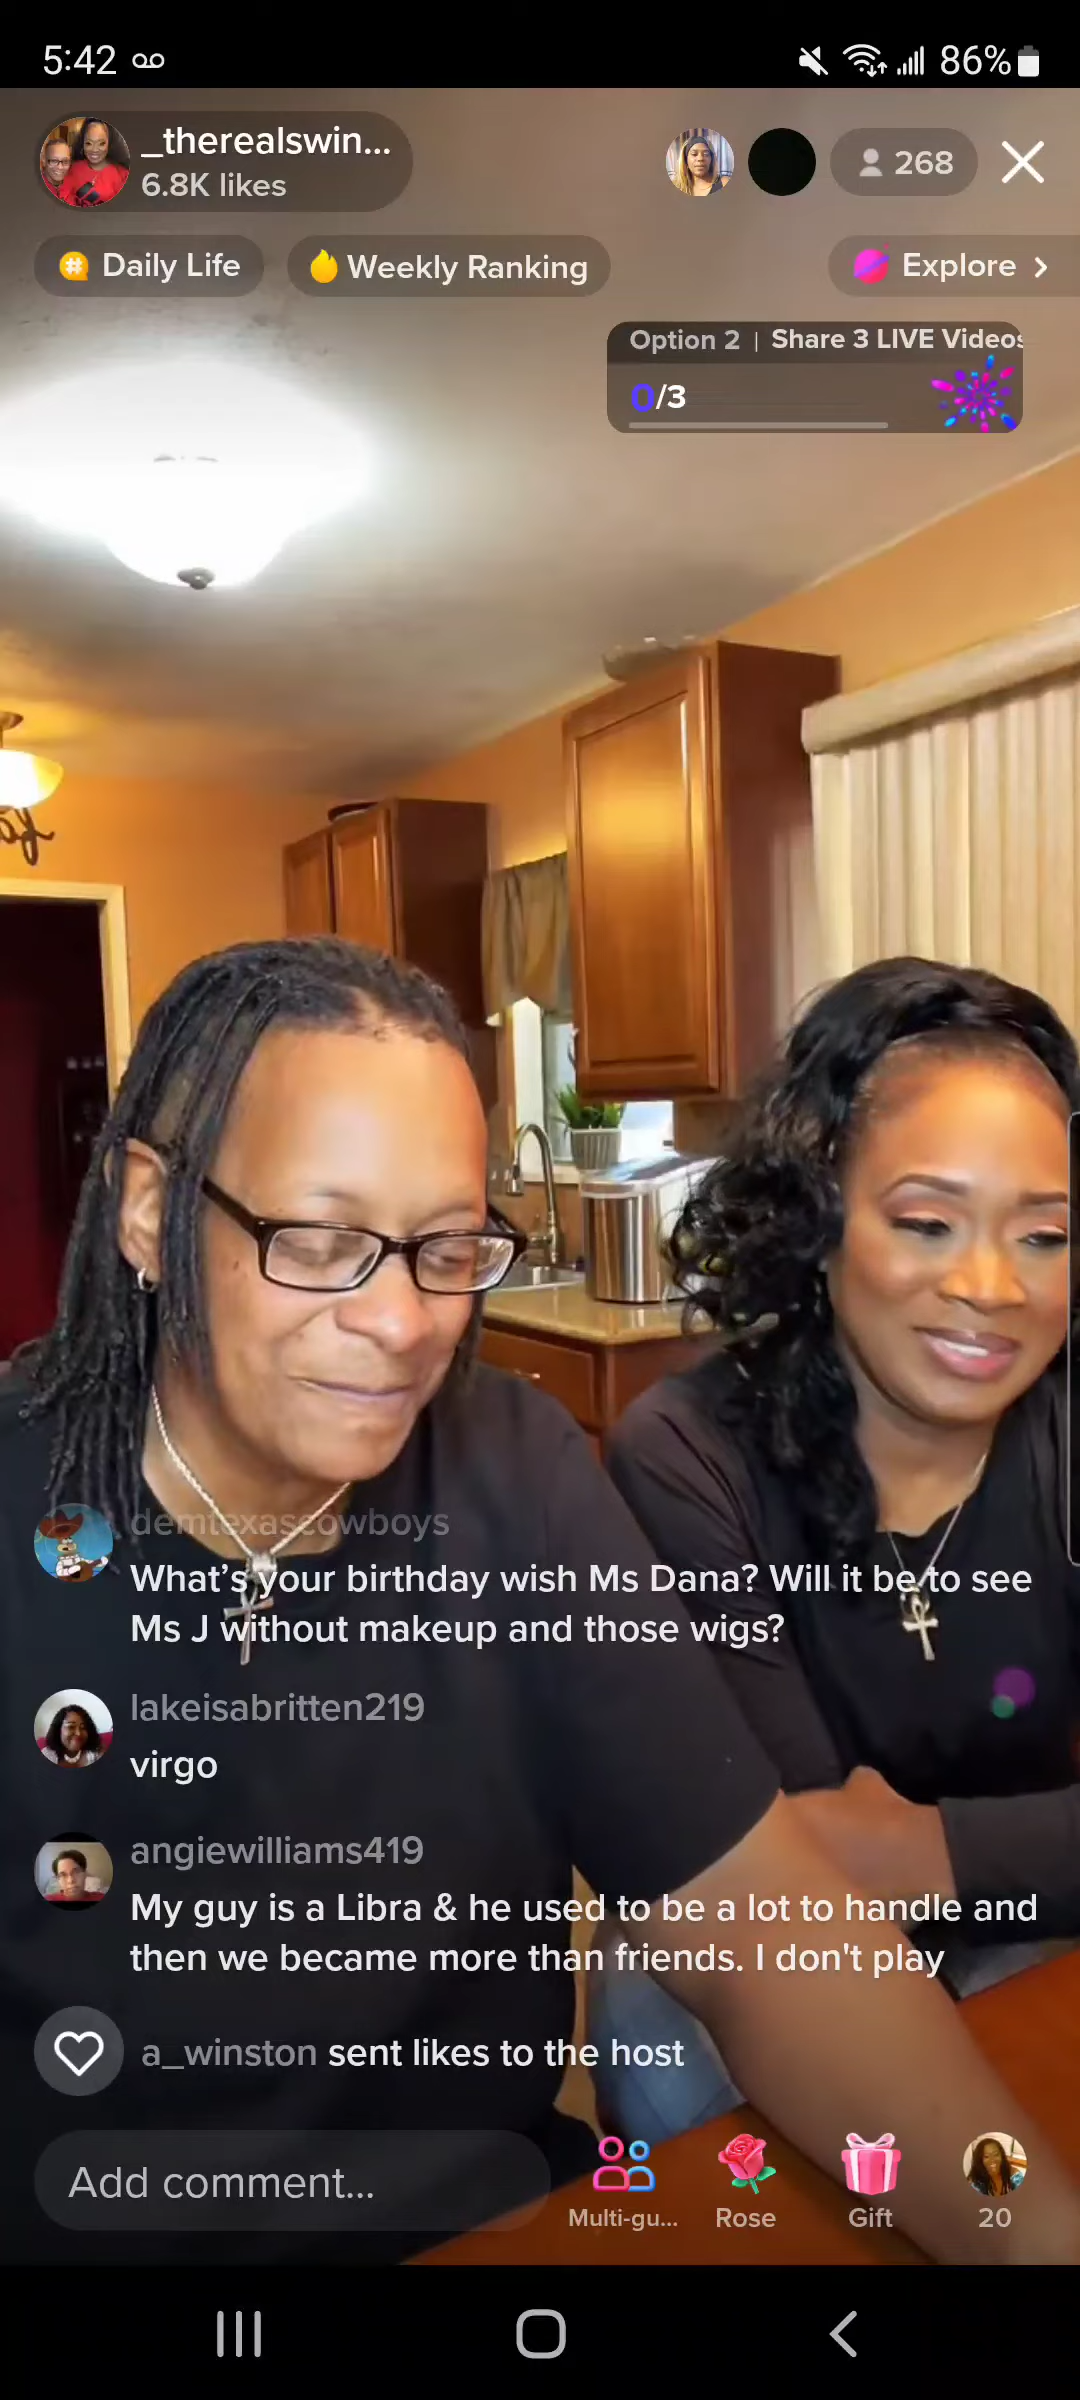 5:42
86%
_therealswin...
6.8K likes
268
Daily Life
Weekly Ranking
Explore >
Option 2 | Share 3 LIVE Videos
0/3
demtexascowboys
What's your birthday wish Ms Dana? Will it be to see
Ms J without makeup and those wigs?
lakeisabritten219
virgo
angiewilliams419
My guy is a Libra & he used to be a lot to handle and
then we became more than friends. I don't play
a_winston sent likes to the host
Add comment...
Multi-gu...
Rose
Gift
20